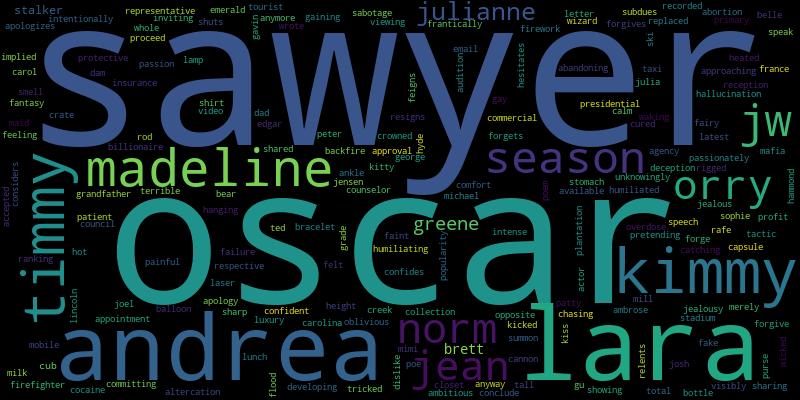 stalker
intentionally
representative
inviting
emerald
tourist
julianne
letter
subdues
recorded
abortion
belle
apologizes
whole
shuts
gavin
anymore
gaining
sabotage
viewing
frantically
wrote
firework
wizard
forgives
replaced
primary
speak
proceed
sawyer
implied
protective
passion
lamp
email
audition
hesitates
abandoning
taxi
ski
heated
approaching
france
carol
dam
insurance
feigns
julia
reception
smell
fantasy
shirt
video
dad
gay
presidential
hallucination
maid
crate
edgar
resigns
commercial
calm
waking
jw
feeling
rod
peter
crowned
hyde
forgets
cured
fairy
latest
billionaire
shared
backfire
approval
george
season
agency
passionately
mafia
timmy
madeline
kitty
ankle
jensen
counselor
deception
rigged
unknowingly
orry
accepted
considers
grandfather
terrible
bear
comfort
michael
stomach
available
humiliated
jealous
hammond
patient
council
hanging
bracelet
grade
oscar
greene
poem
plantation
overdose
speech
sophie
rafe
profit
hot
ted
faint
humiliating
intense
pretending
forge
tactic
ranking
painful
failure
respective
felt
confides
popularity
actor
kimmy
catching
capsule
laser
lincoln
joel
balloon
apology
sharp
confident
height
creek
collection
opposite
patty
mill
ambrose
jealousy
merely
appointment
luxury
carolina
oblivious
norm
kicked
summon
chasing
stadium
forgive
mobile
andrea
lunch
mimi
brett
kiss
lara
fake
wicked
milk
cub
poe
jean
cannon
relents
josh
purse
firefighter
cocaine
committing
altercation
flood
developing
tricked
dislike
closet
ambitious
anyway
conclude
tall
gu
showing
total
bottle
visibly
sharing